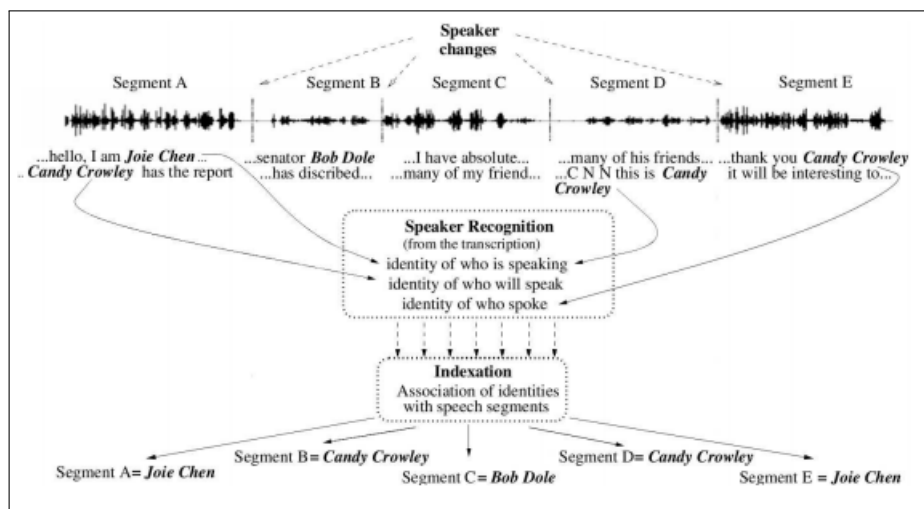 Speaker
changes
Segment A
Segment B
Segment C
Segment D
Segment E
...hello, I am Joie Chen ...
.. Candy Crowley has the report
...senator Bob Dole
...has discribed...
...I have absolute...
...many of my friend...
...many of his friends...
...C N N this is Candy
Crowley
...thank you Candy Crowley
it will be interesting to...
Speaker Recognition
(from the transcription)
identity of who is speaking
identity of who will speak
identity of who spoke
Indexation
Association of identities
with speech segments
Segment A= Joie Chen
Segment B= Candy Crowley
Segment C = Bob Dole
Segment D= Candy Crowley
Segment E = Joie Chen